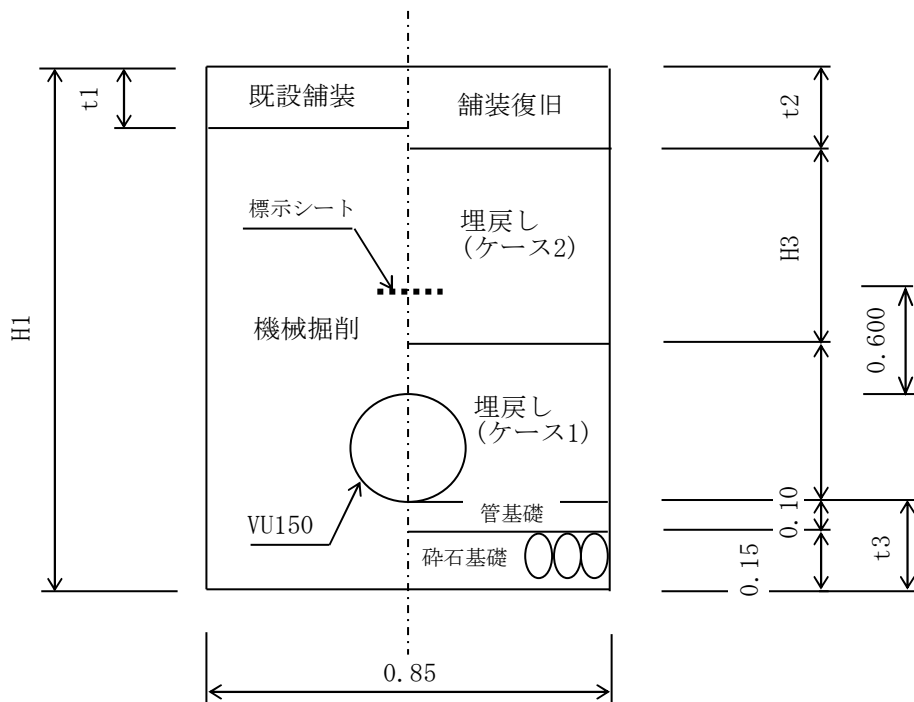 既設舗装
舗装復旧
t1
t2
標示シート
埋戻し
(ケース2)
H3
H1
機械掘削
0.600
埋戻し
(ケース1)
VU150
管基礎
0.10
砕石基礎
0.15
t3
0.85